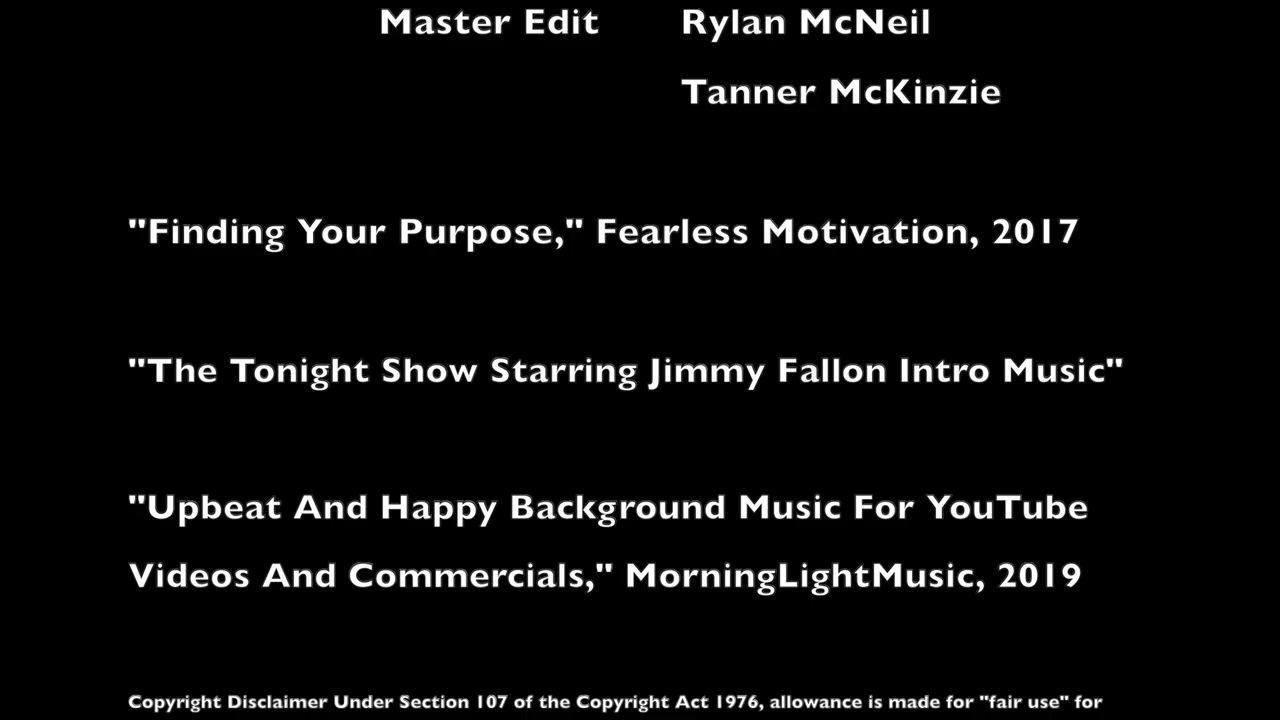 Master Edit Rylan McNeil
Tanner McKinzie
"Finding Your Purpose," Fearless Motivation, 2017
"The Tonight Show Starring Jimmy Fallon Intro Music"
"Upbeat And Happy Background Music For YouTube
Videos And Commercials," MorningLightMusic, 2019
Copyright Disclaimer Under Section 107 of the Copyright Act 1976, allowance is made for "fair use" for